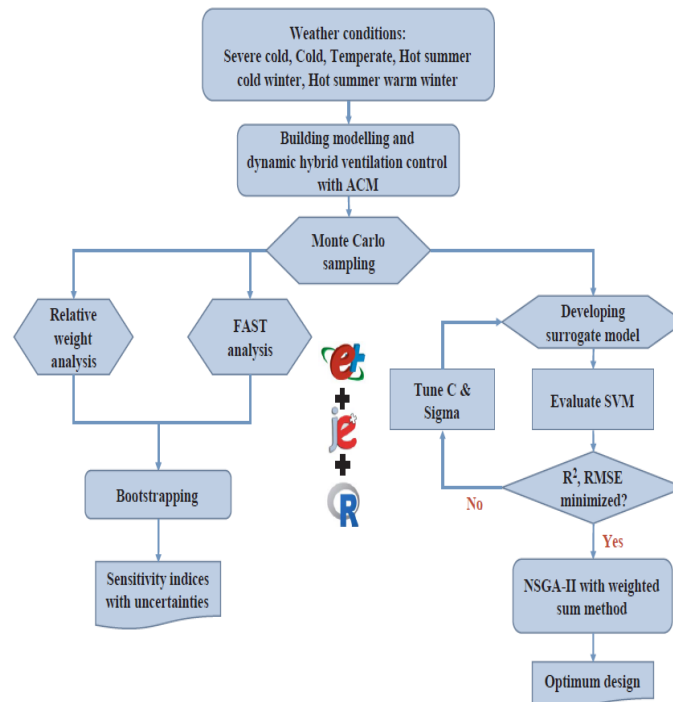 Weather conditions:
Severe cold, Cold, Temperate, Hot summer
cold winter, Hot summer warm winter
Building modelling and
dynamic hybrid ventilation control
with ACM
Monte Carlo
sampling
Relative
weight
analysis
FAST
analysis
Developing
surrogate model
e+
+
je+
+
R
Tune C &
Sigma
Evaluate SVM
R², RMSE
minimized?
No
Yes
Bootstrapping
Sensitivity indices
with uncertainties
NSGA-II with weighted
sum method
Optimum design